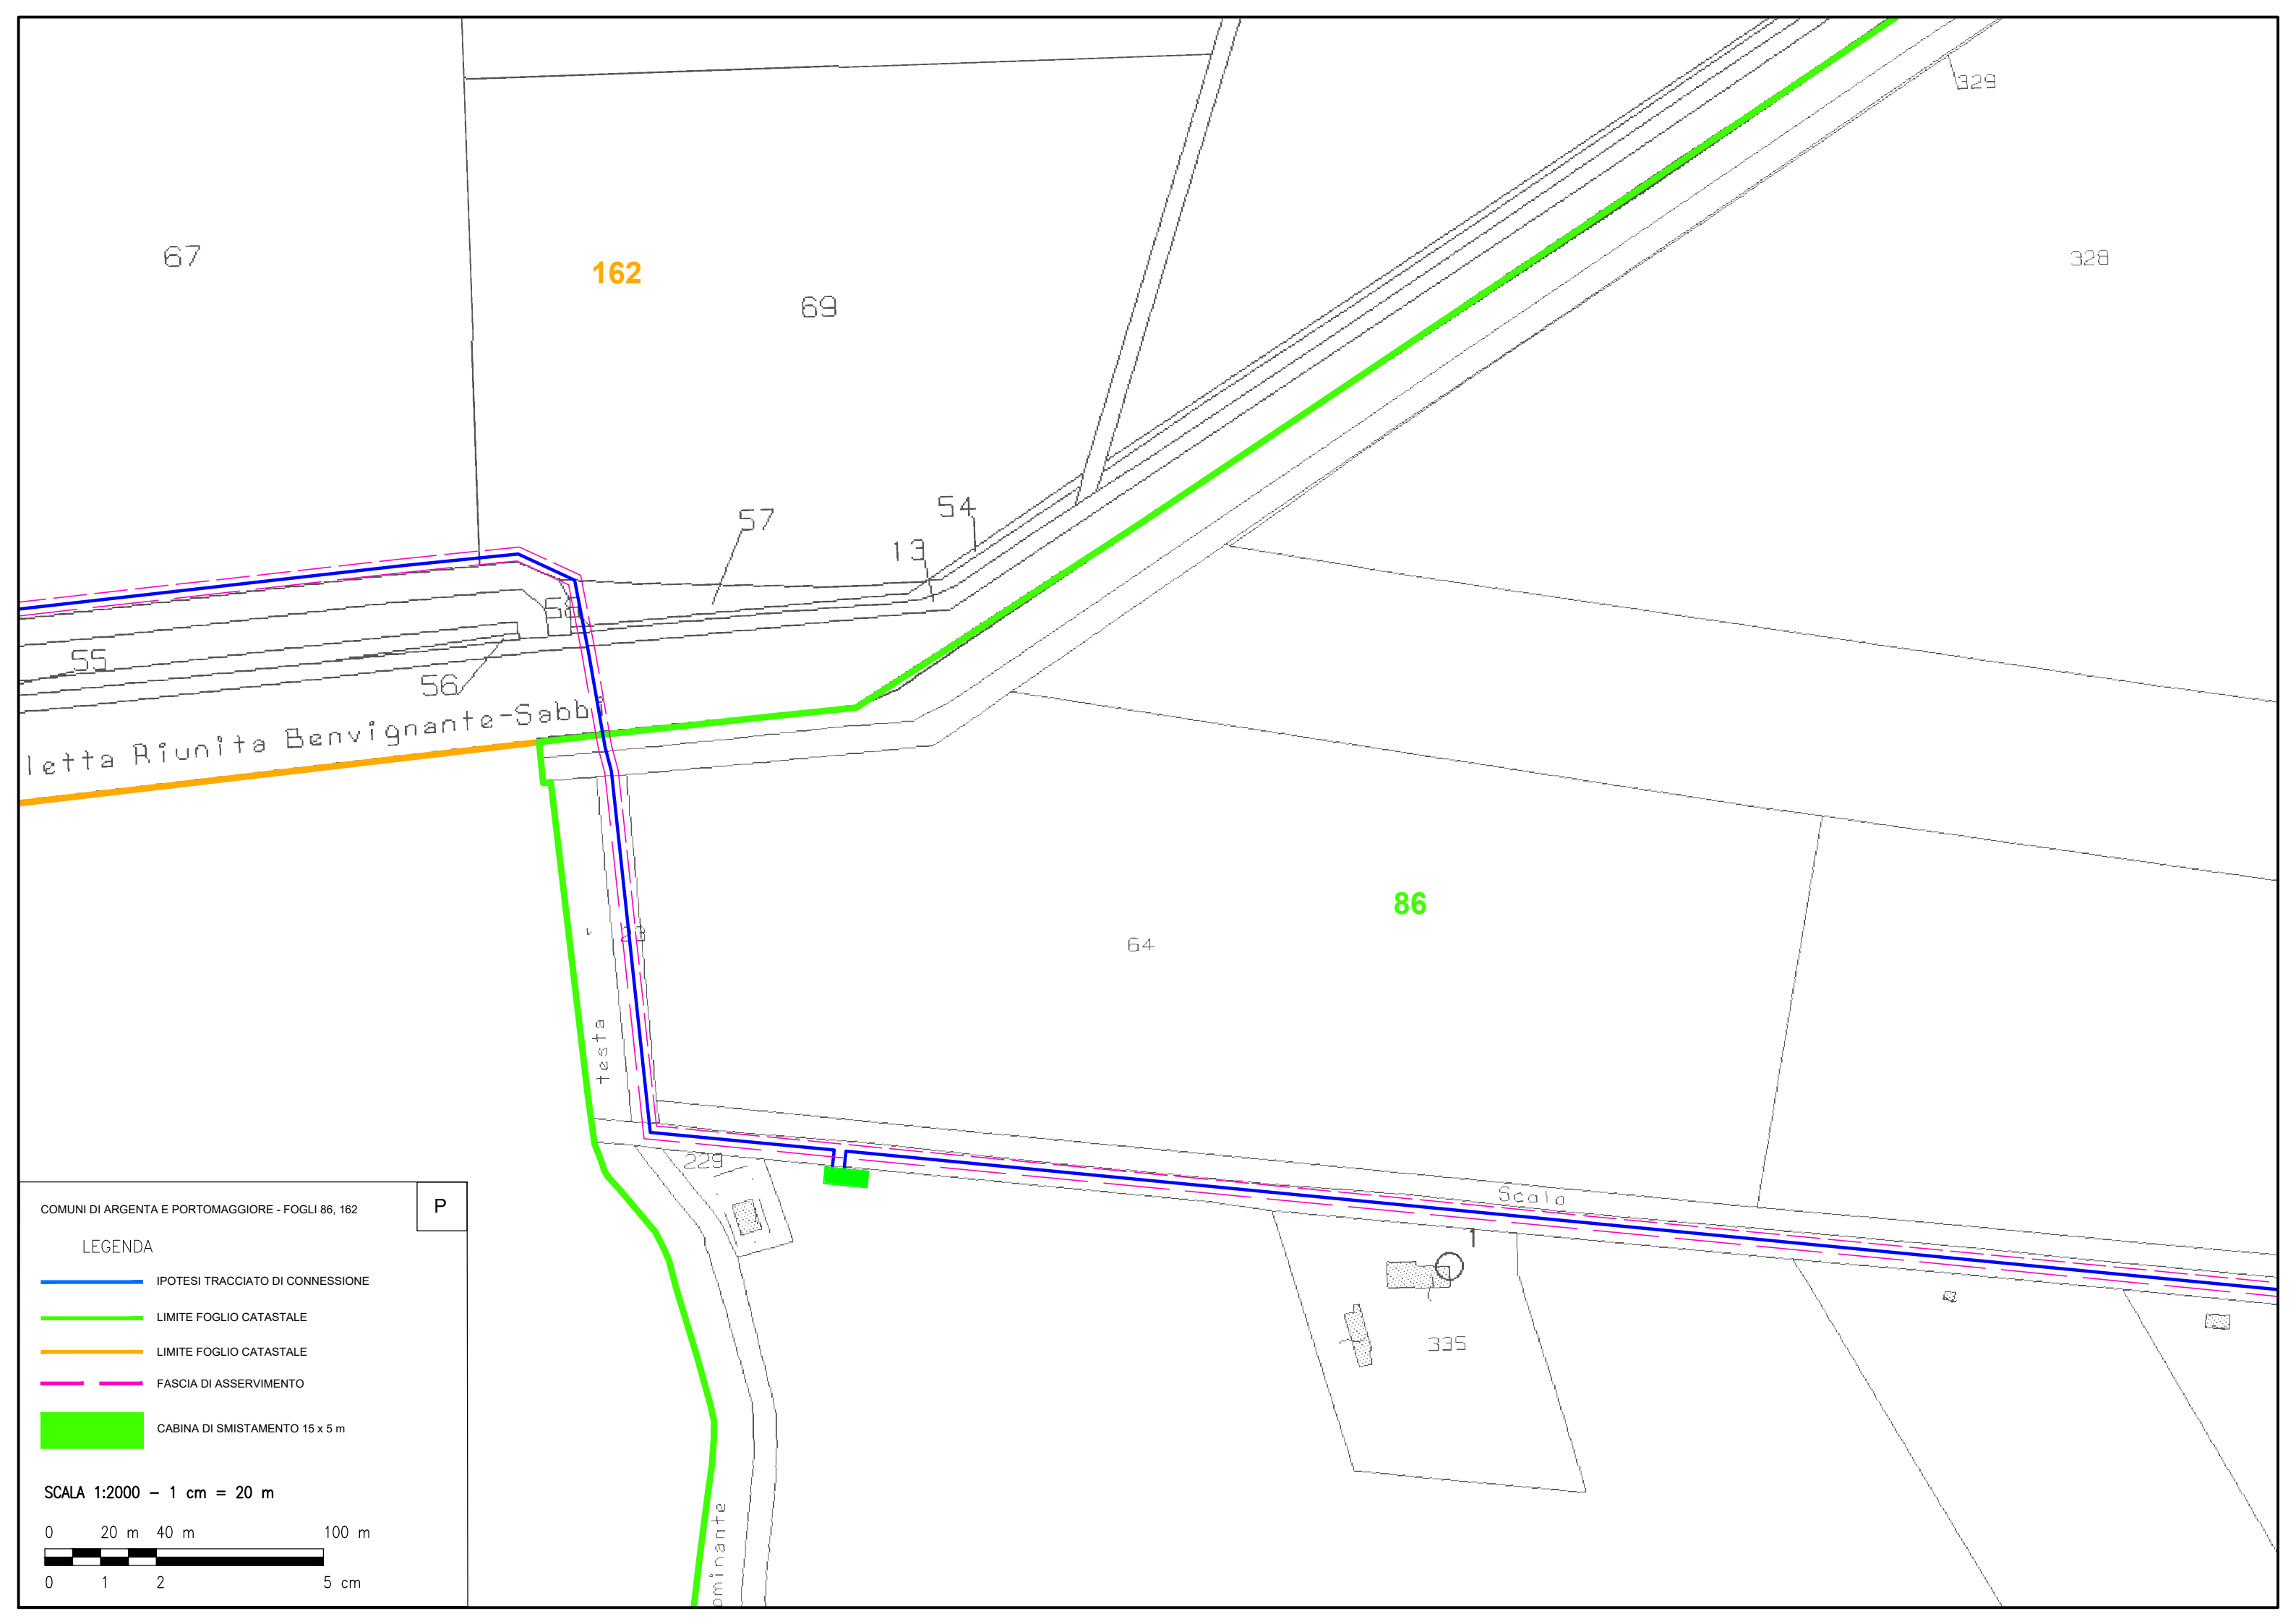 329
67
162
328
69
54
57
13
55
56
letta Riunita Benvignante-Sabbi
23
86
64
testa
229
Scolo
1
335
COMUNI DI ARGENTA E PORTOMAGGIORE - FOGLI 86, 162
P
LEGENDA
IPOTESI TRACCIATO DI CONNESSIONE
LIMITE FOGLIO CATASTALE
LIMITE FOGLIO CATASTALE
FASCIA DI ASSERVIMENTO
CABINA DI SMISTAMENTO 15 x 5 m
SCALA 1:2000 - 1 cm = 20 m
0 20 m 40 m 100 m
0 1 2 5 cm
ominante